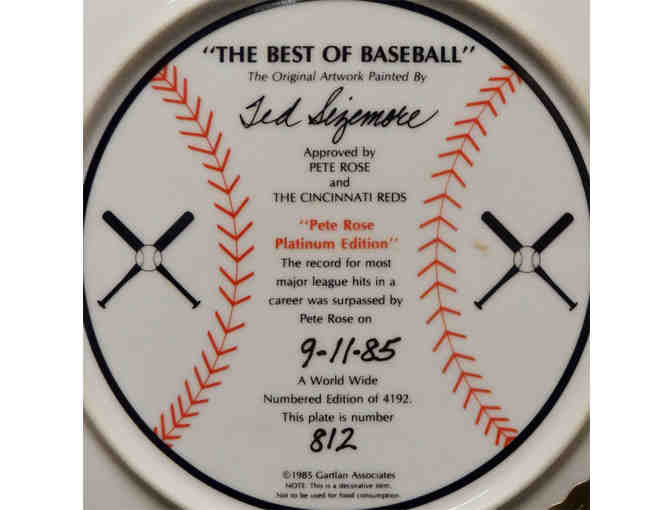 "THE BEST OF BASEBALL"
The Original Artwork Painted By
Ted Sizemore
Approved by
PETE ROSE
and
THE CINCINNATI REDS
"Pete Rose
Platinum Edition"
The record for most
major league hits in a
career was surpassed by
Pete Rose on
9-11-85
A World Wide
Numbered Edition of 4192.
This plate is number
812
©1985 Gartlan Associates
NOTE: This is a decorative item.
Not to be used for food consumption.